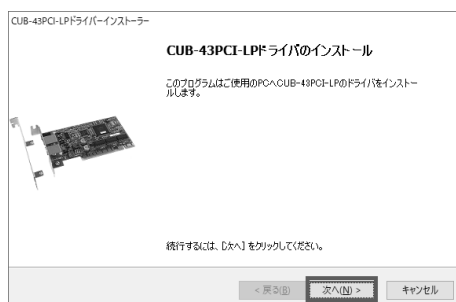 CUB-43PCI-LPドライバーインストーラー
CUB-43PCI-LPドライバのインストール
このプログラムはご使用のPCへCUB-43PCI-LPのドライバをインストー
ルします。
続行するには、[次へ] をクリックしてください。
< 戻る(B)
次へ(N) >
キャンセル